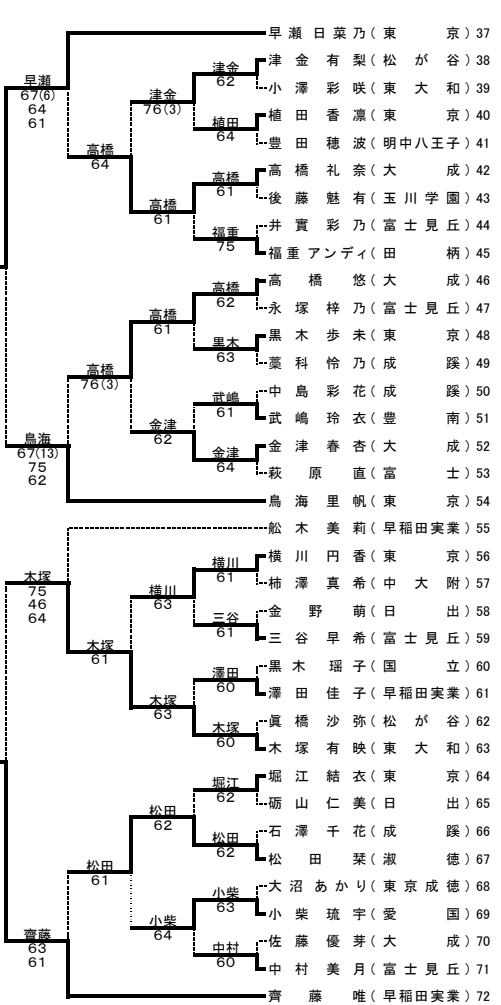 早瀬日菜乃(東京)37
津金有梨(松が谷)38
小澤彩咲(東大和)39
植田香凛(東京)40
豊田穂波(明中八王子)41
高橋礼奈(大成)42
後藤魅有(玉川学園)43
井實彩乃(富士見丘)44
福重アンディ(田柄)45
高橋悠(大成)46
永塚梓乃(富士見丘)47
黒木歩未(東京)48
藁科怜乃(成蹊)49
中島彩花(成蹊)50
武嶋玲衣(豊南)51
金津春杏(大成)52
萩原直(富士)53
鳥海里帆(東京)54
舩木美莉(早稲田実業)55
横川円香(東京)56
柿澤真希(中大附)57
金野萌(日出)58
三谷早希(富士見丘)59
黒木瑶子(国立)60
澤田佳子(早稲田実業)61
眞橋沙弥(松が谷)62
木塚有映(東大和)63
堀江結衣(東京)64
砺山仁美(日出)65
石澤千花(成蹊)66
松田栞(淑徳)67
大沼あかり(東京成徳)68
小柴琉宇(愛国)69
佐藤優芽(大成)70
中村美月(富士見丘)71
齊藤唯(早稲田実業)72
津金
62
植田
64
高橋
61
福重
75
高橋
62
黒木
63
武嶋
61
金津
64
横川
61
三谷
61
澤田
60
木塚
60
堀江
62
松田
62
小柴
63
中村
60
津金
76(3)
高橋
61
高橋
61
金津
62
横川
63
木塚
63
松田
62
小柴
64
高橋
64
高橋
76(3)
木塚
61
松田
61
早瀬
67(6)
64
61
鳥海
67(13)
75
62
木塚
75
46
64
齊藤
63
61